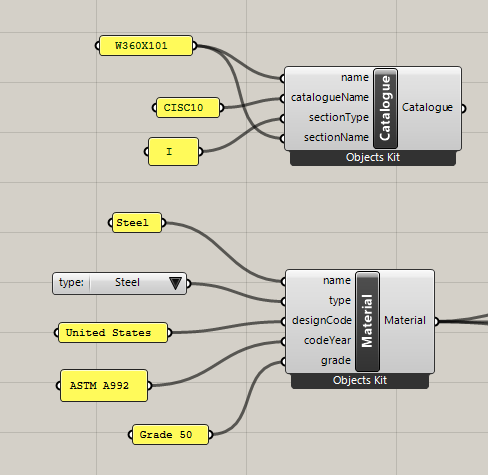 W360X101
CISC10
I
name
catalogueName
sectionType
sectionName
Catalogue
Catalogue
Objects Kit
Steel
type: Steel
United States
ASTM A992
Grade 50
name
type
designCode
codeYear
grade
Material
Material
Objects Kit